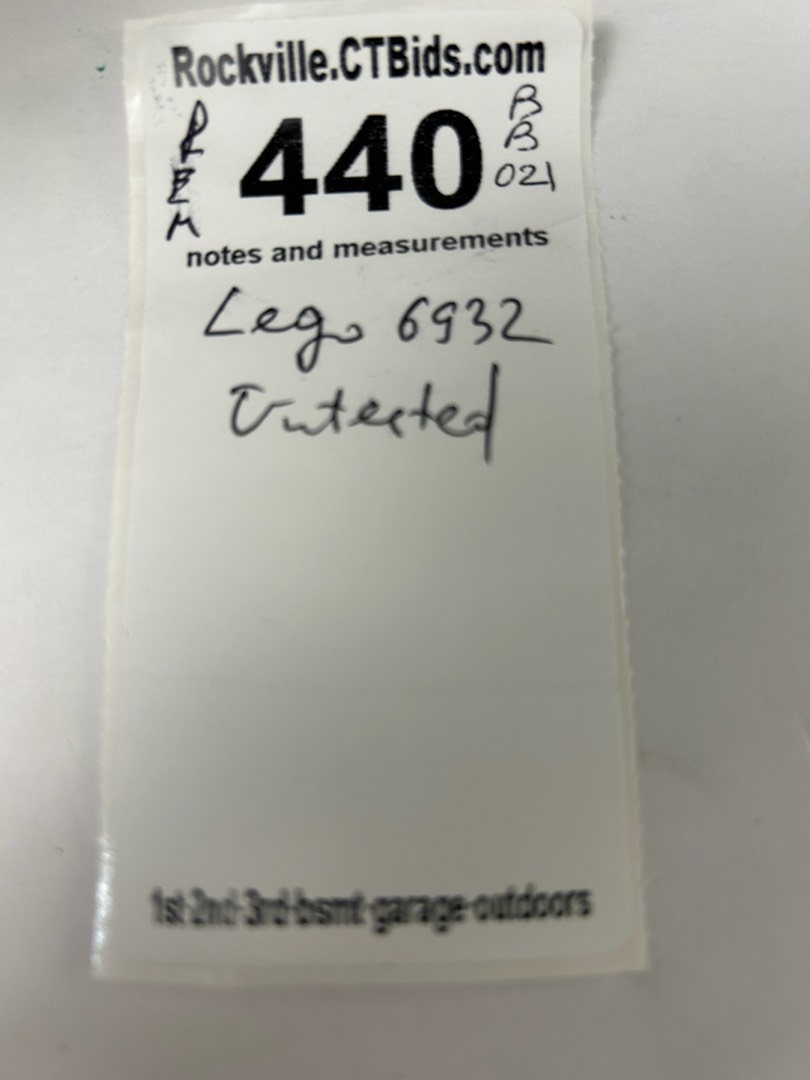 Rockville.CTBids.com
440
B
B
021
notes and measurements
Lego 6932
Untested
1st-2nd-3rd-bsmt-garage-outdoors